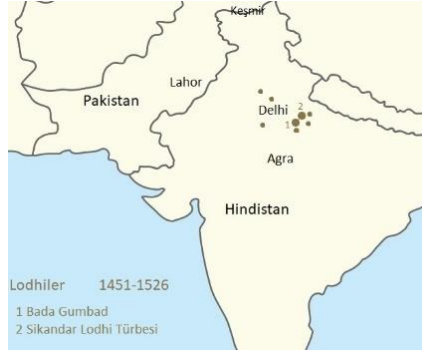 Keşmir
Lahor
Pakistan
Delhi
2
1
Agra
Hindistan
Lodhiler 1451-1526
1 Bada Gumbad
2 Sikandar Lodhi Türbesi